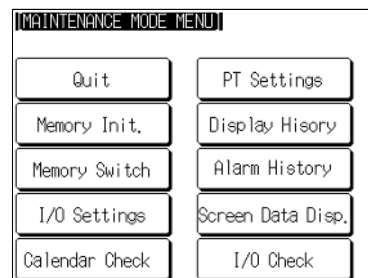 [MAINTENANCE MODE MENU]
Quit
PT Settings
Memory Init.
Display Hisory
Memory Switch
Alarm History
I/O Settings
Screen Data Disp.
Calendar Check
I/O Check